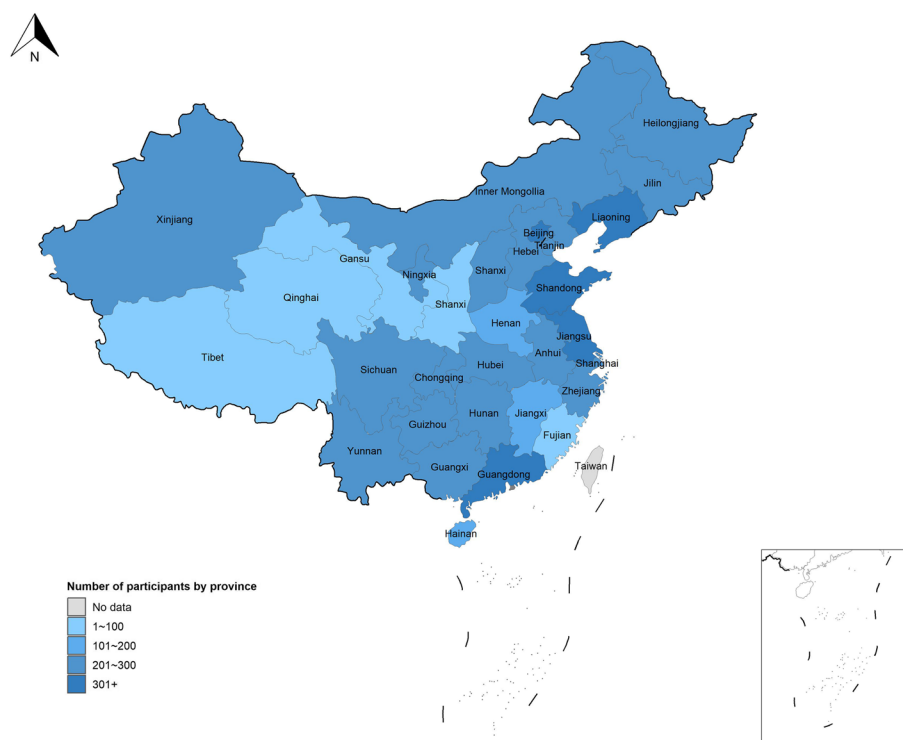 N
Heilongjiang
Jilin
Inner Mongollia
Liaoning
Xinjiang
Beijing
Tianjin
Hebei
Gansu
Ningxia
Shanxi
Shandong
Qinghai
Shanxi
Henan
Jiangsu
Tibet
Anhui
Shanghai
Sichuan
Hubei
Chongqing
Zhejiang
Hunan
Jiangxi
Guizhou
Fujian
Yunnan
Guangxi
Guangdong
Taiwan
Hainan
Number of participants by province
No data
1~100
101~200
201~300
301+